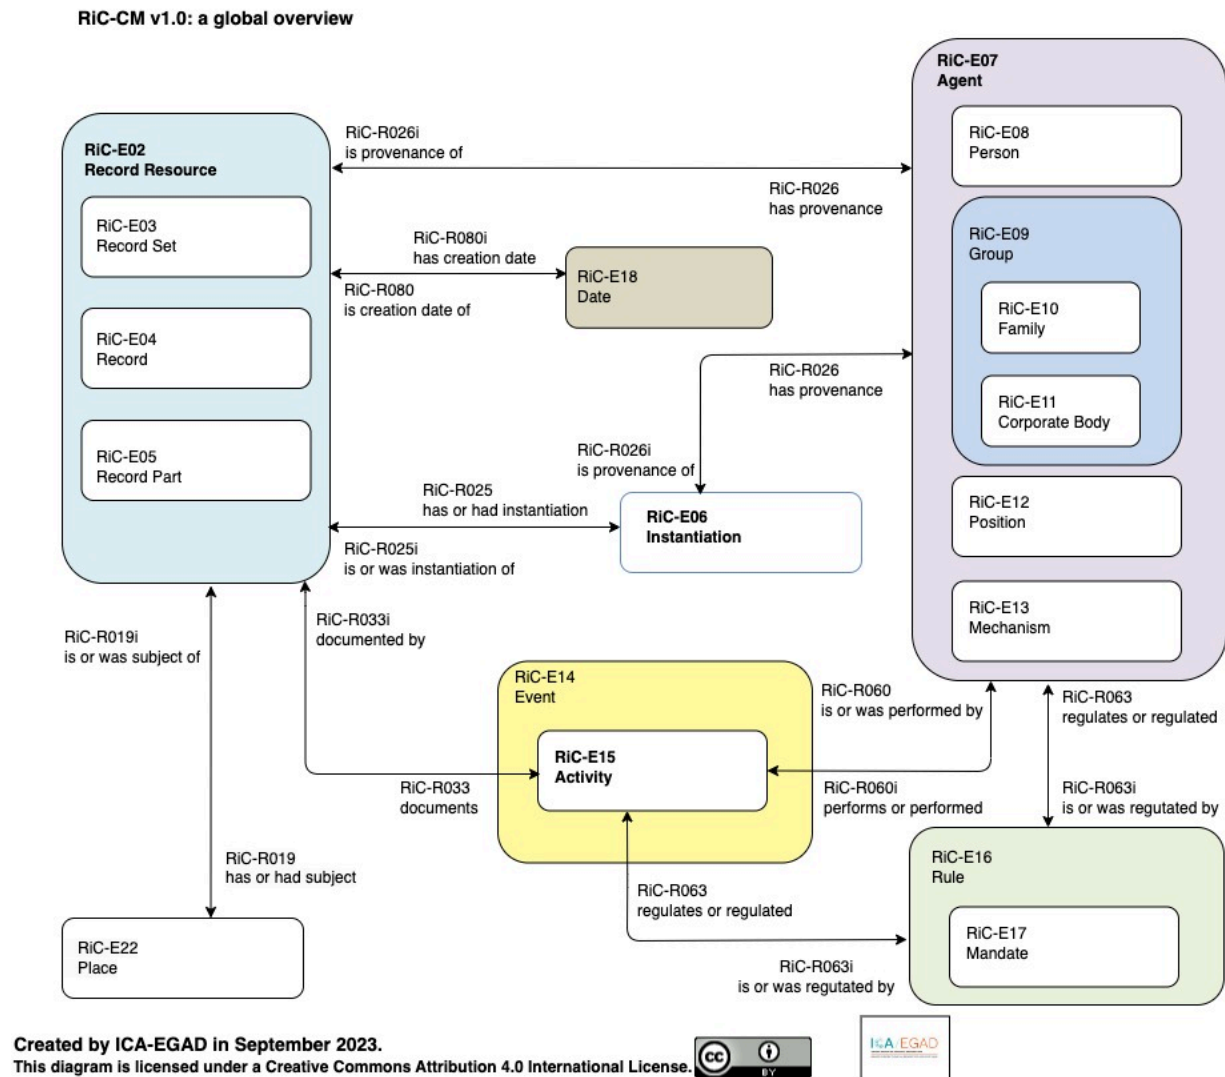 RiC-CM v1.0: a global overview
RiC-E02
Record Resource
RiC-E03
Record Set
RiC-E04
Record
RiC-E05
Record Part
RiC-R026i
is provenance of
RiC-R026
has provenance
RiC-R080i
has creation date
RiC-R080
is creation date of
RiC-E18
Date
RiC-E07
Agent
RiC-E08
Person
RiC-E09
Group
RiC-E10
Family
RiC-E11
Corporate Body
RiC-E12
Position
RiC-E13
Mechanism
RiC-R026
has provenance
RiC-R026i
is provenance of
RiC-R025
has or had instantiation
RiC-R025i
is or was instantiation of
RiC-E06
Instantiation
RiC-R019i
is or was subject of
RiC-R033i
documented by
RiC-E14
Event
RiC-E15
Activity
RiC-R033
documents
RiC-R060
is or was performed by
RiC-R060i
performs or performed
RiC-R063
regulates or regulated
RiC-R063i
is or was regutated by
RiC-R019
has or had subject
RiC-E22
Place
RiC-R063
regulates or regulated
RiC-R063i
is or was regutated by
RiC-E16
Rule
RiC-E17
Mandate
Created by ICA-EGAD in September 2023.
This diagram is licensed under a Creative Commons Attribution 4.0 International License.
cc
BY
ICA/EGAD